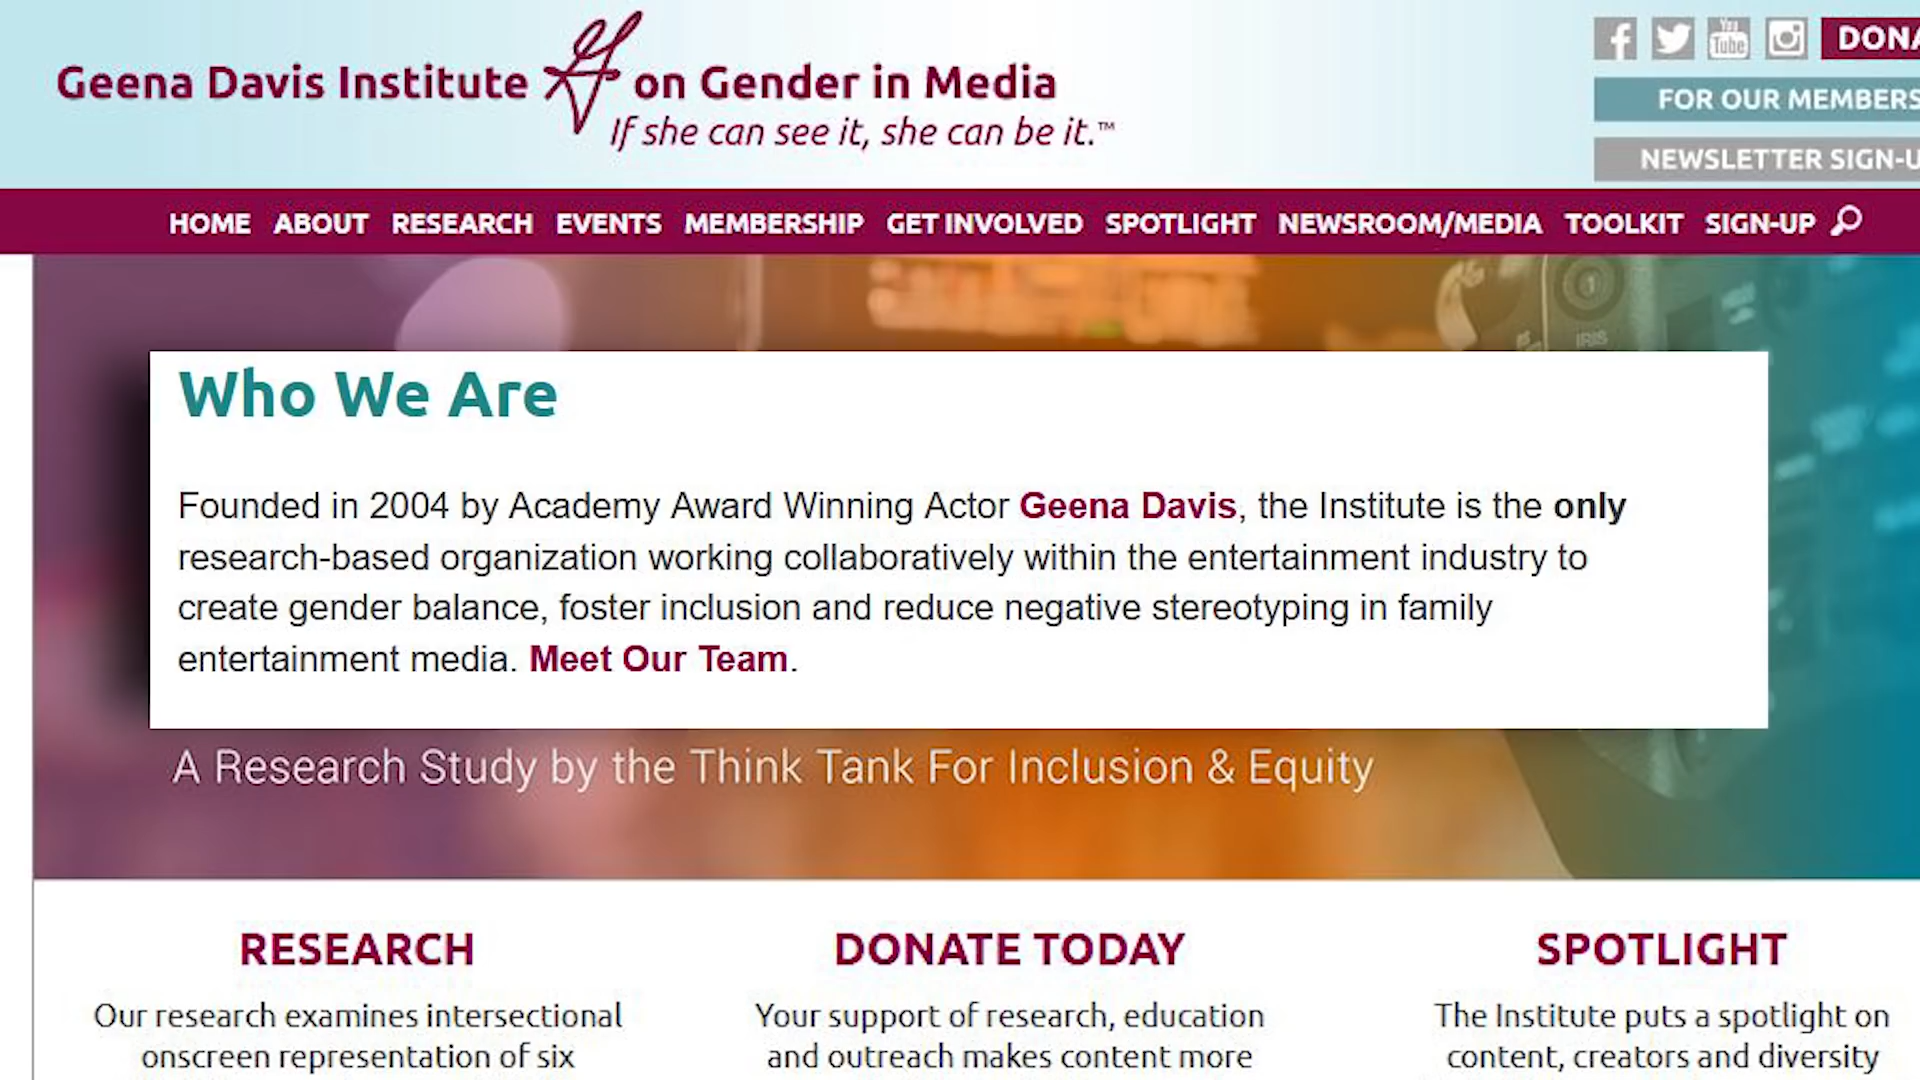 Geena Davis Institute on Gender in Media
If she can see it, she can be it.™
You Tube
DONA
FOR OUR MEMBERS
NEWSLETTER SIGN-U
HOME ABOUT RESEARCH EVENTS MEMBERSHIP GET INVOLVED SPOTLIGHT NEWSROOM/MEDIA TOOLKIT SIGN-UP
1
IRIS
Who We Are
Founded in 2004 by Academy Award Winning Actor Geena Davis, the Institute is the only
research-based organization working collaboratively within the entertainment industry to
create gender balance, foster inclusion and reduce negative stereotyping in family
entertainment media. Meet Our Team.
A Research Study by the Think Tank For Inclusion & Equity
RESEARCH
Our research examines intersectional
onscreen representation of six
DONATE TODAY
Your support of research, education
and outreach makes content more
SPOTLIGHT
The Institute puts a spotlight on
content, creators and diversity